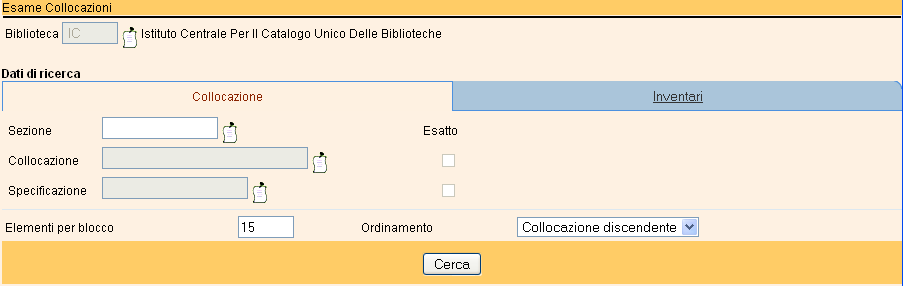 Esame Collocazioni
Biblioteca IC Istituto Centrale Per Il Catalogo Unico Delle Biblioteche
Dati di ricerca
Collocazione Inventari
Sezione Esatto
Collocazione
Specificazione
Elementi per blocco 15 Ordinamento Collocazione discendente
Cerca